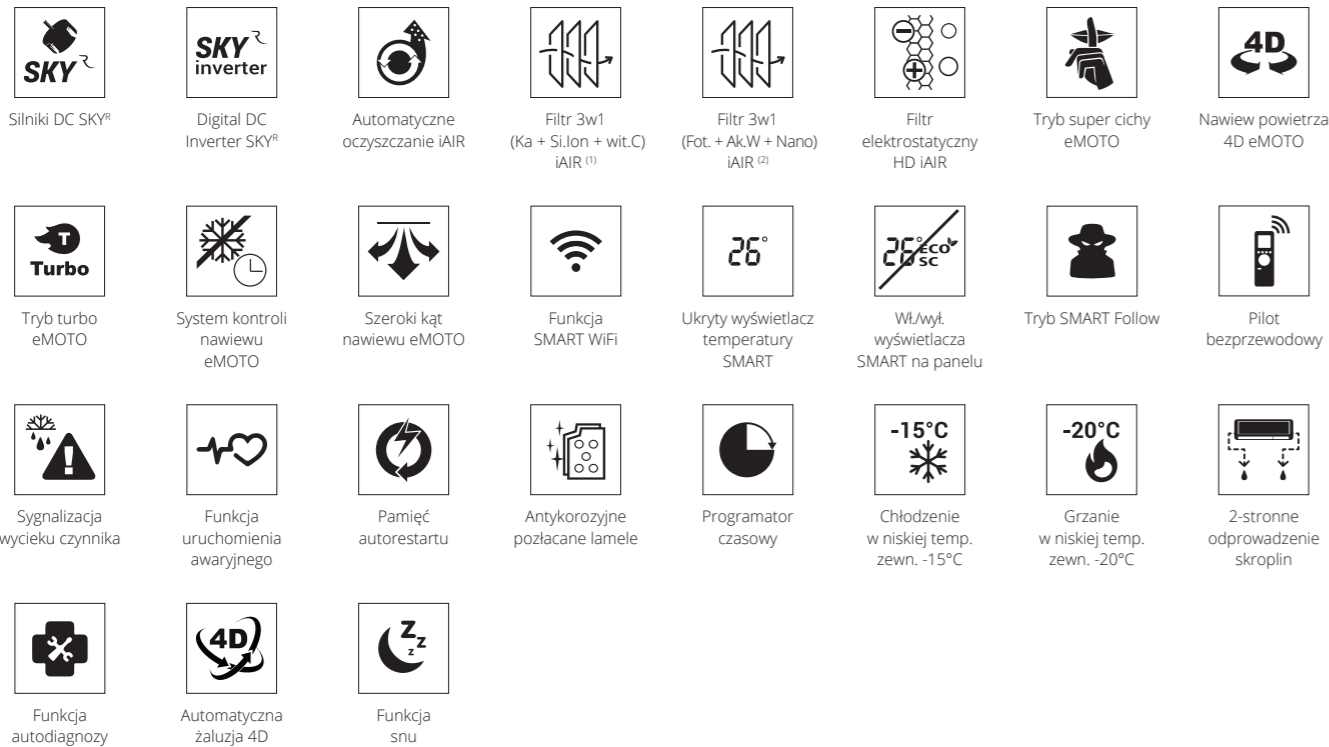 SKY R
Silniki DC SKYR
SKY R
inverter
Digital DC
Inverter SKYR
Automatyczne
oczyszczanie iAIR
Filtr 3w1
(Ka + Si.Ion + wit.C)
iAIR (1)
Filtr 3w1
(Fot. + Ak.W + Nano)
iAIR (2)
Filtr
elektrostatyczny
HD iAIR
Tryb super cichy
eMOTO
4D
Nawiew powietrza
4D eMOTO
T
Turbo
Tryb turbo
eMOTO
System kontroli
nawiewu
eMOTO
Szeroki kąt
nawiewu eMOTO
Funkcja
SMART WiFi
26°
Ukryty wyświetlacz
temperatury
SMART
26° ECO
SC
Wł./wył.
wyświetlacza
SMART na panelu
Tryb SMART Follow
Pilot
bezprzewodowy
Sygnalizacja
wycieku czynnika
Funkcja
uruchomienia
awaryjnego
Pamięć
autorestartu
Antykorozyjne
pozłacane lamele
Programator
czasowy
-15°C
Chłodzenie
w niskiej temp.
zewn. -15°C
-20°C
Grzanie
w niskiej temp.
zewn. -20°C
2-stronne
odprowadzenie
skroplin
Funkcja
autodiagnozy
4D
Automatyczna
żaluzja 4D
Z z z
Funkcja
snu